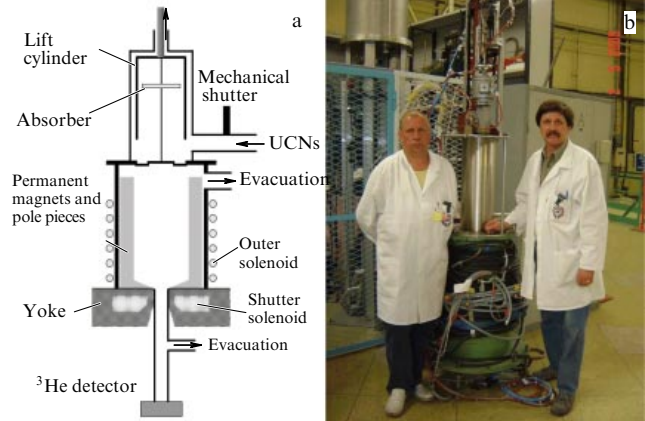 a
b
Lift
cylinder
Mechanical
shutter
Absorber
UCNs
Evacuation
Permanent
magnets and
pole pieces
Outer
solenoid
Yoke
Shutter
solenoid
Evacuation
³He detector